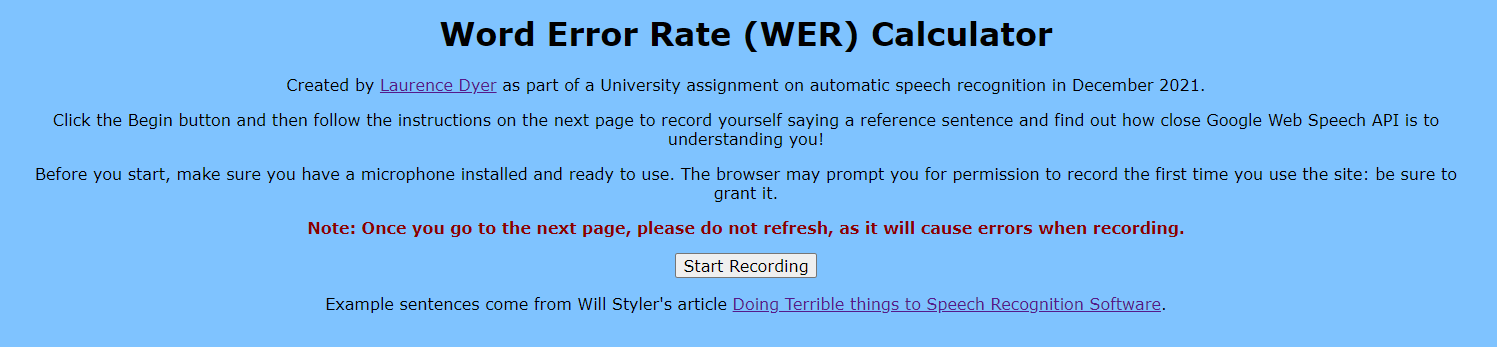 Word Error Rate (WER) Calculator
Created by Laurence Dyer as part of a University assignment on automatic speech recognition in December 2021.
Click the Begin button and then follow the instructions on the next page to record yourself saying a reference sentence and find out how close Google Web Speech API is to
understanding you!
Before you start, make sure you have a microphone installed and ready to use. The browser may prompt you for permission to record the first time you use the site: be sure to
grant it.
Note: Once you go to the next page, please do not refresh, as it will cause errors when recording.
Start Recording
Example sentences come from Will Styler's article Doing Terrible things to Speech Recognition Software.